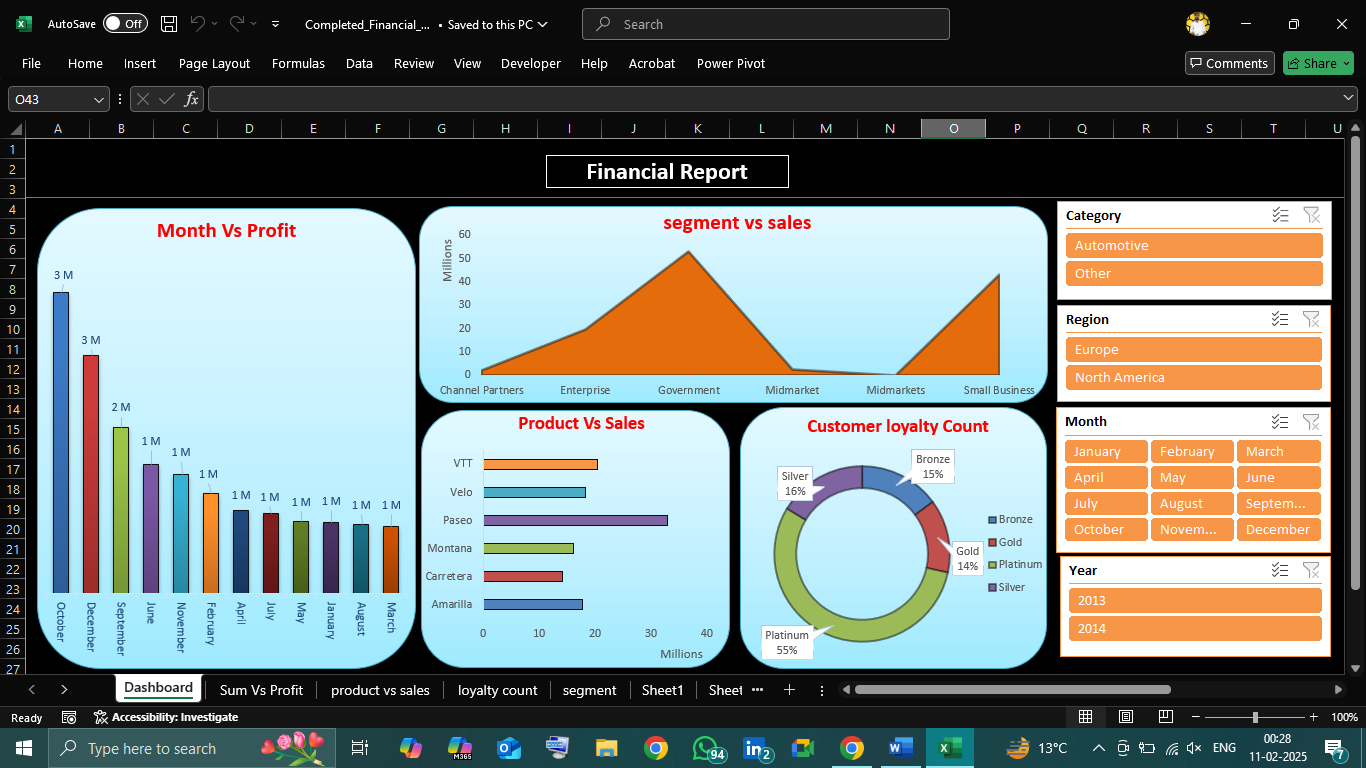 AutoSave Off Completed_Financial_... • Saved to this PC Search
File Home Insert Page Layout Formulas Data Review View Developer Help Acrobat Power Pivot Comments Share
O43 fx
A B C D E F G H I J K L M N O P Q R S T U
1
2
3
4
5
6
7
8
9
10
11
12
13
14
15
16
17
18
19
20
21
22
23
24
25
26
27
Financial Report
Month Vs Profit
3 M
3 M
2 M
1 M
1 M
1 M
1 M
1 M
1 M
1 M
1 M
1 M
October December September June November February April July May January August March
segment vs sales
Millions
60
50
40
30
20
10
0
Channel Partners Enterprise Government Midmarket Midmarkets Small Business
Product Vs Sales
VTT
Velo
Paseo
Montana
Carretera
Amarilla
0 10 20 30 40
Millions
Customer loyalty Count
Bronze
15%
Silver
16%
Gold
14%
Platinum
55%
Bronze
Gold
Platinum
Silver
Category
Automotive
Other
Region
Europe
North America
Month
January February March
April May June
July August Septem...
October Novem... December
Year
2013
2014
Dashboard Sum Vs Profit product vs sales loyalty count segment Sheet1 Sheet ...
Ready Accessibility: Investigate 100%
Type here to search M365 94 2 13°C ENG 00:28
11-02-2025 7